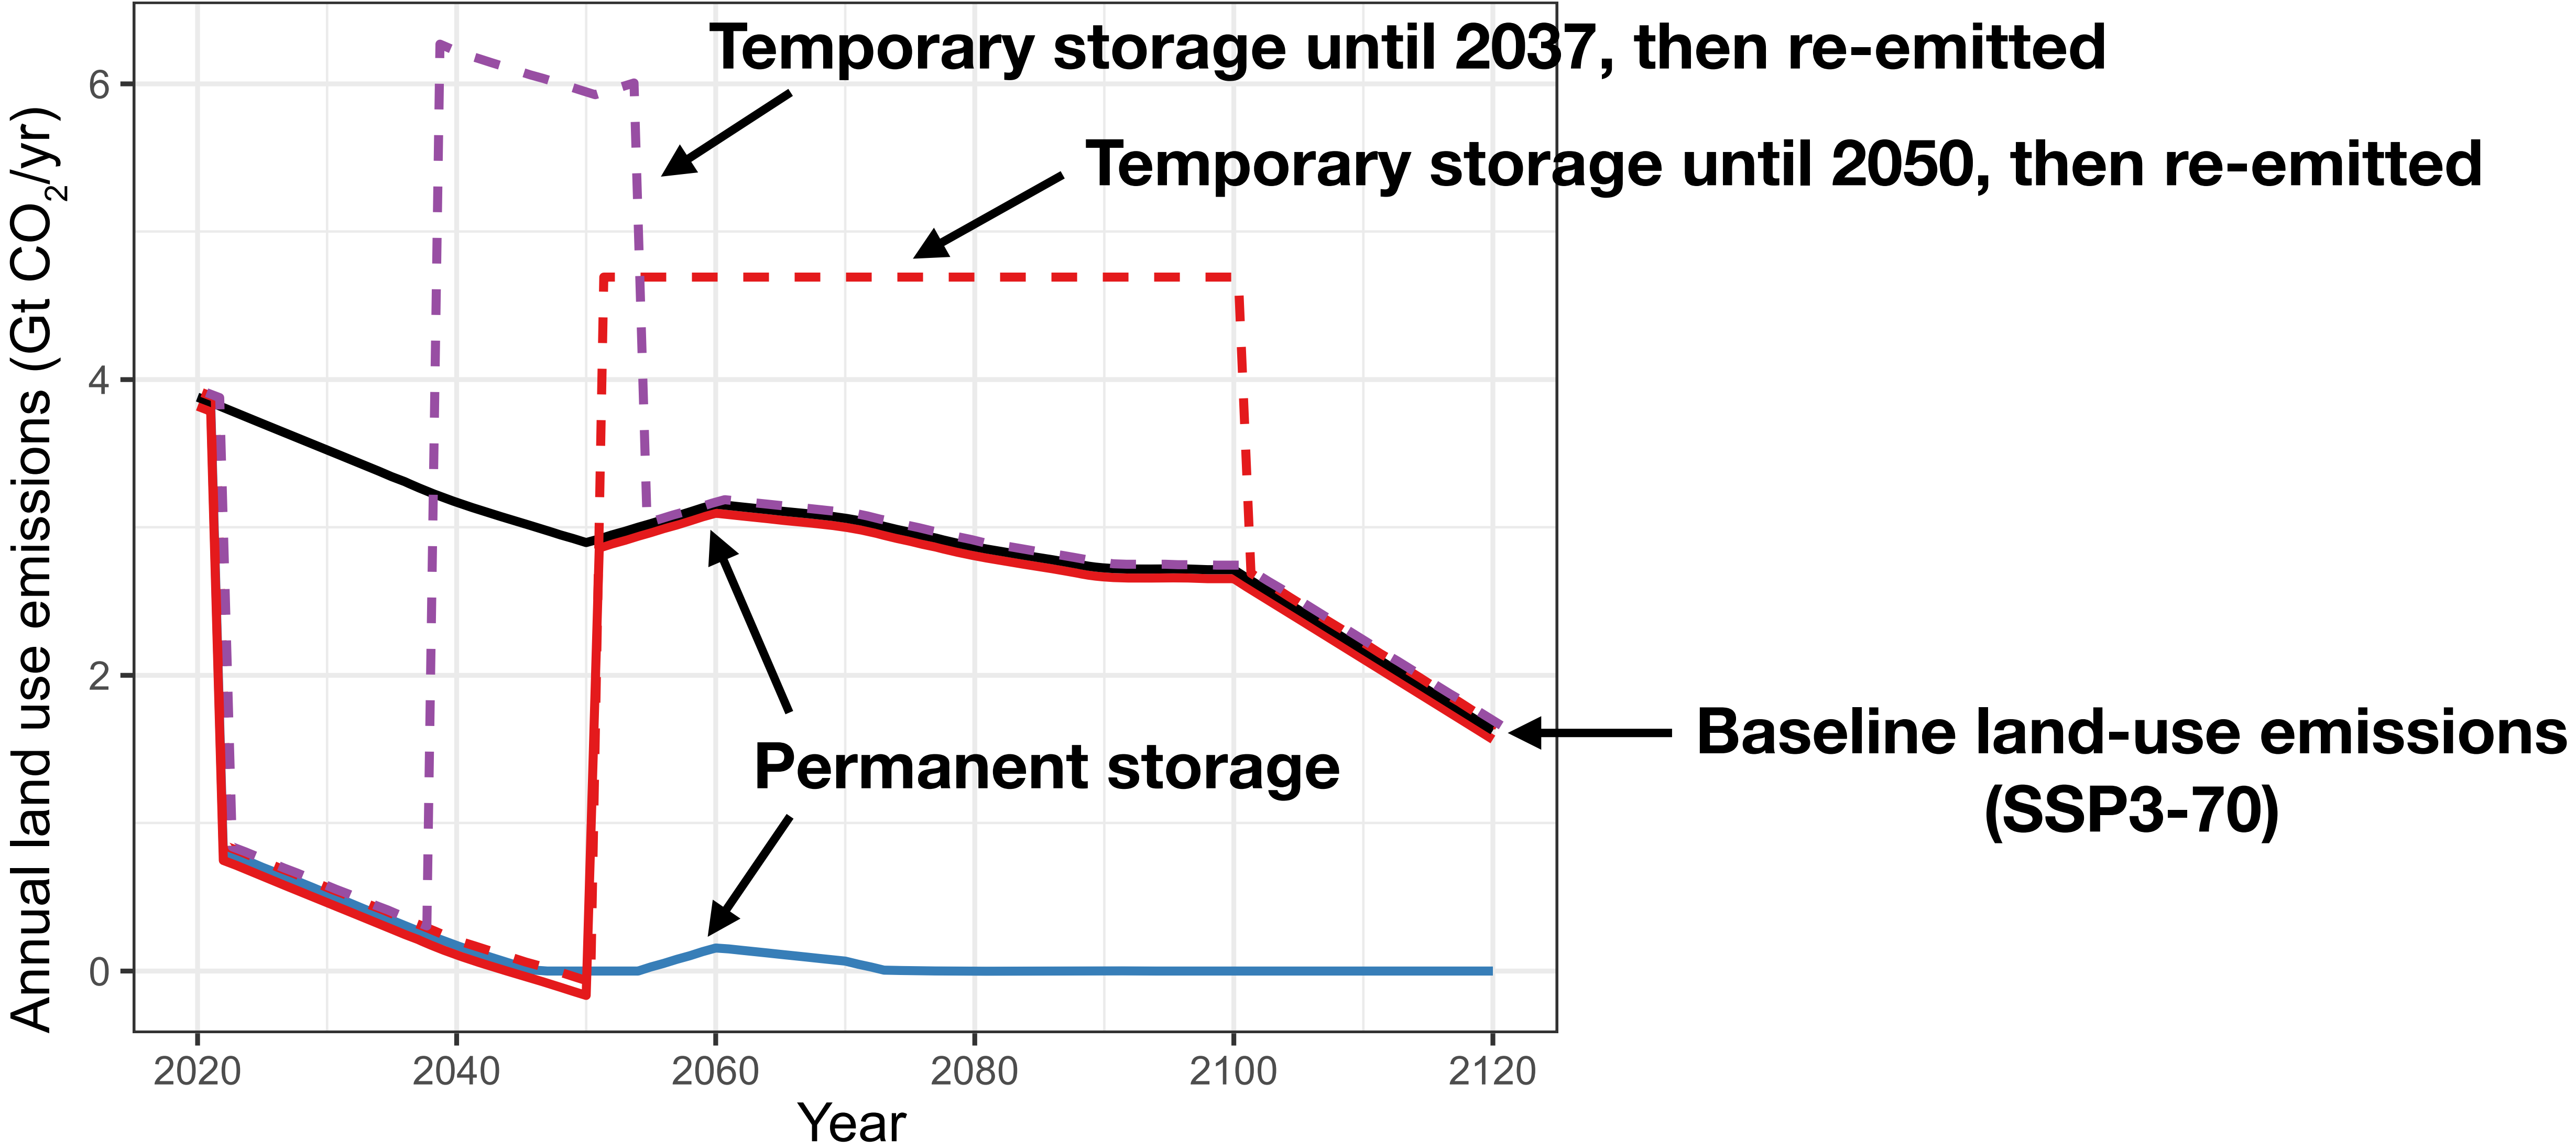 Temporary storage until 2037, then re-emitted
Temporary storage until 2050, then re-emitted
Permanent storage
Baseline land-use emissions
(SSP3-70)
Annual land use emissions (Gt CO₂/yr)
6
4
2
0
2020 2040 2060 2080 2100 2120
Year